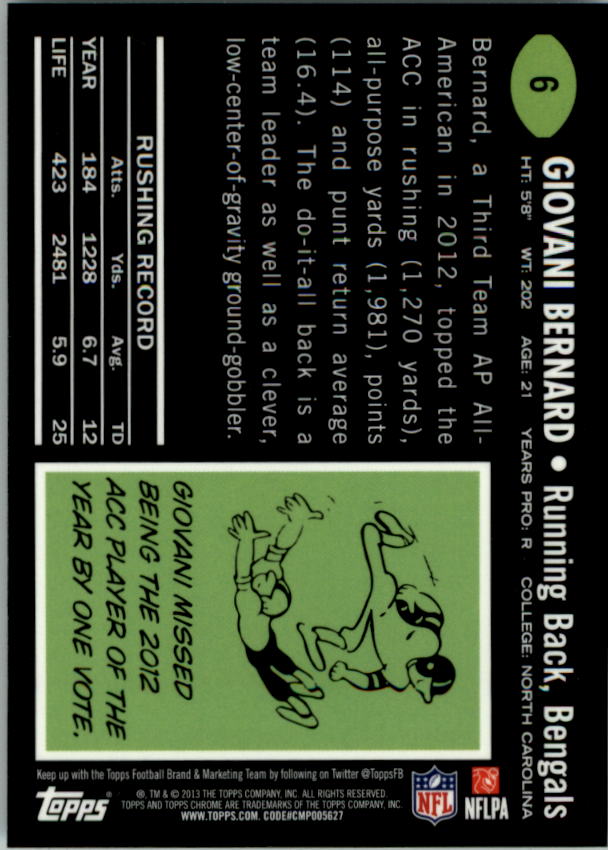 6
GIOVANI BERNARD • Running Back, Bengals
HT: 5'8" WT: 202 AGE: 21 YEARS PRO: R COLLEGE: NORTH CAROLINA
Bernard, a Third Team AP All-
American in 2012, topped the
ACC in rushing (1,270 yards),
all-purpose yards (1,981), points
(114) and punt return average
(16.4). The do-it-all back is a
team leader as well as a clever,
low-center-of-gravity ground-gobbler.
RUSHING RECORD
Atts. Yds. Avg. TD
YEAR 184 1228 6.7 12
LIFE 423 2481 5.9 25
GIOVANI MISSED
BEING THE 2012
ACC PLAYER OF THE
YEAR BY ONE VOTE.
Keep up with the Topps Football Brand & Marketing Team by following on Twitter @ToppsFB
topps®
®, TM & © 2013 THE TOPPS COMPANY, INC. ALL RIGHTS RESERVED.
TOPPS AND TOPPS CHROME ARE TRADEMARKS OF THE TOPPS COMPANY, INC.
WWW.TOPPS.COM. CODE#CMP005627
NFL
NFLPA